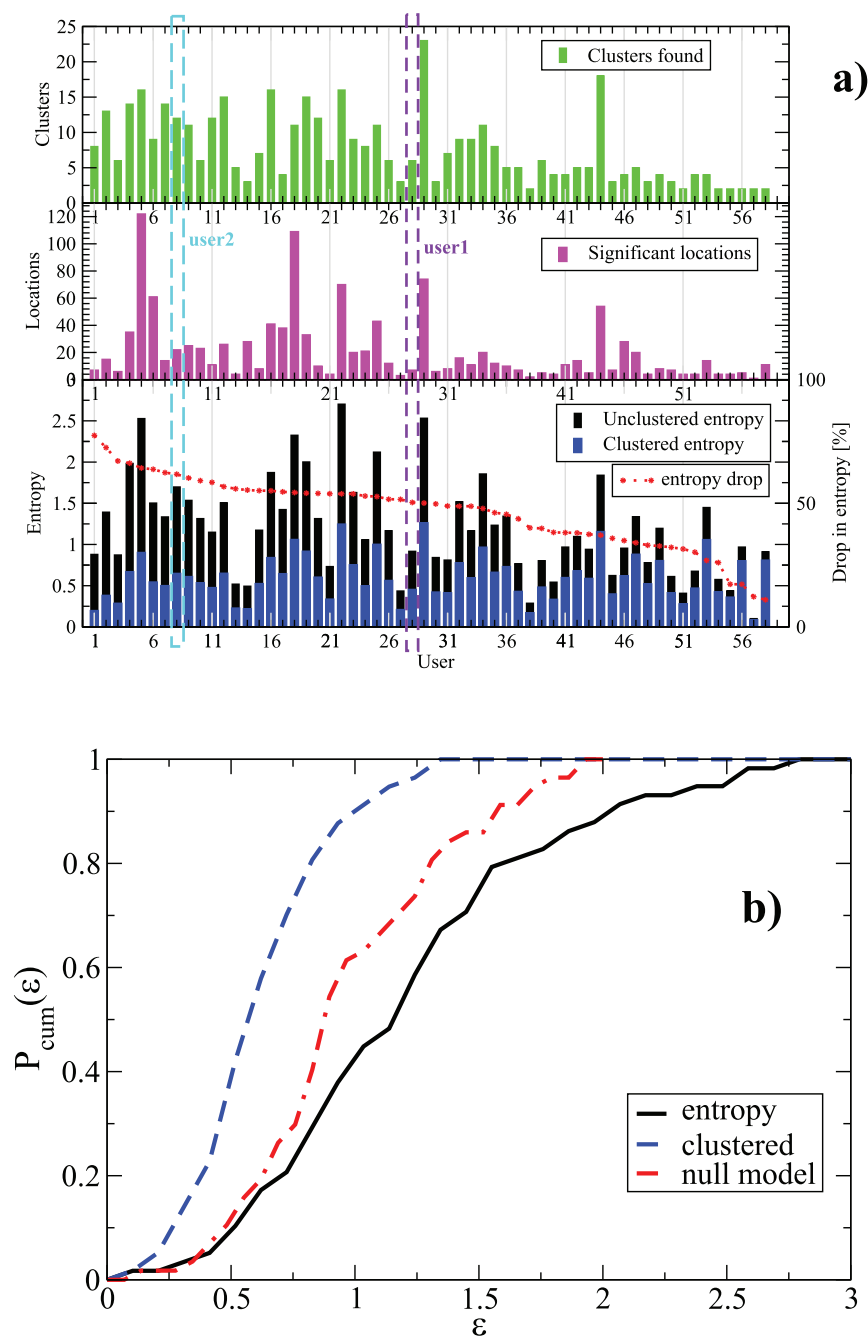 a)
Clusters found
25
20
15
10
5
0
Clusters
1 6 11 16 21 26 31 36 41 46 51 56
user2
user1
Significant locations
120
100
80
60
40
20
0
Locations
1 11 21 31 41 51
Unclustered entropy
Clustered entropy
entropy drop
3
2.5
2
1.5
1
0.5
0
Entropy
100
50
0
Drop in entropy [%]
1 6 11 16 21 26 31 36 41 46 51 56
User
b)
1
0.8
0.6
0.4
0.2
0
P cum (ε)
entropy
clustered
null model
0 0.5 1 1.5 2 2.5 3
ε